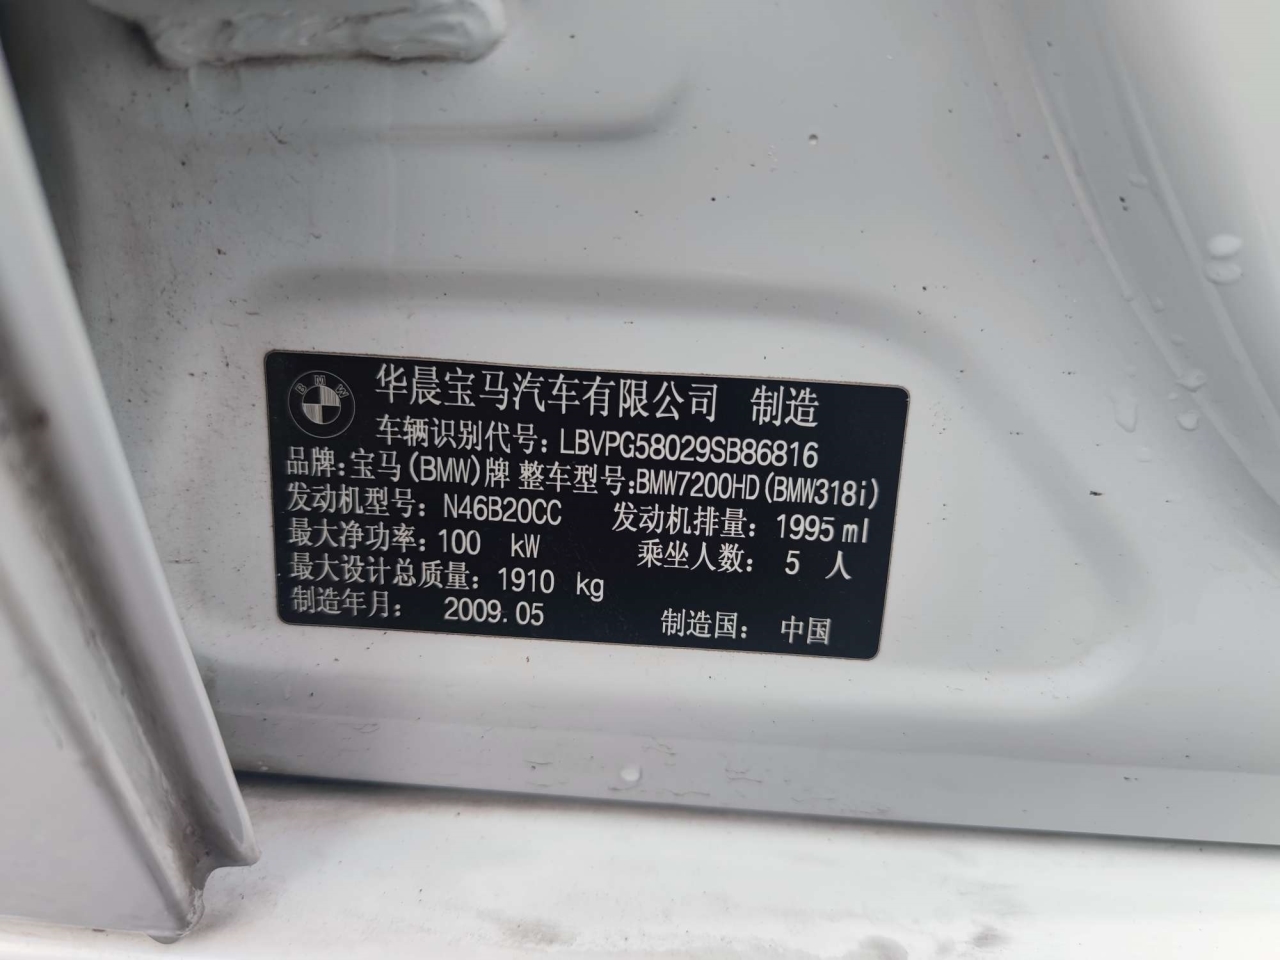 BMW
华晨宝马汽车有限公司 制造
车辆识别代号: LBVPG58029SB86816
品牌: 宝马(BMW)牌 整车型号: BMW7200HD(BMW318i)
发动机型号: N46B20CC 发动机排量: 1995ml
最大净功率: 100 kW 乘坐人数: 5 人
最大设计总质量: 1910 kg
制造年月: 2009.05 制造国: 中国